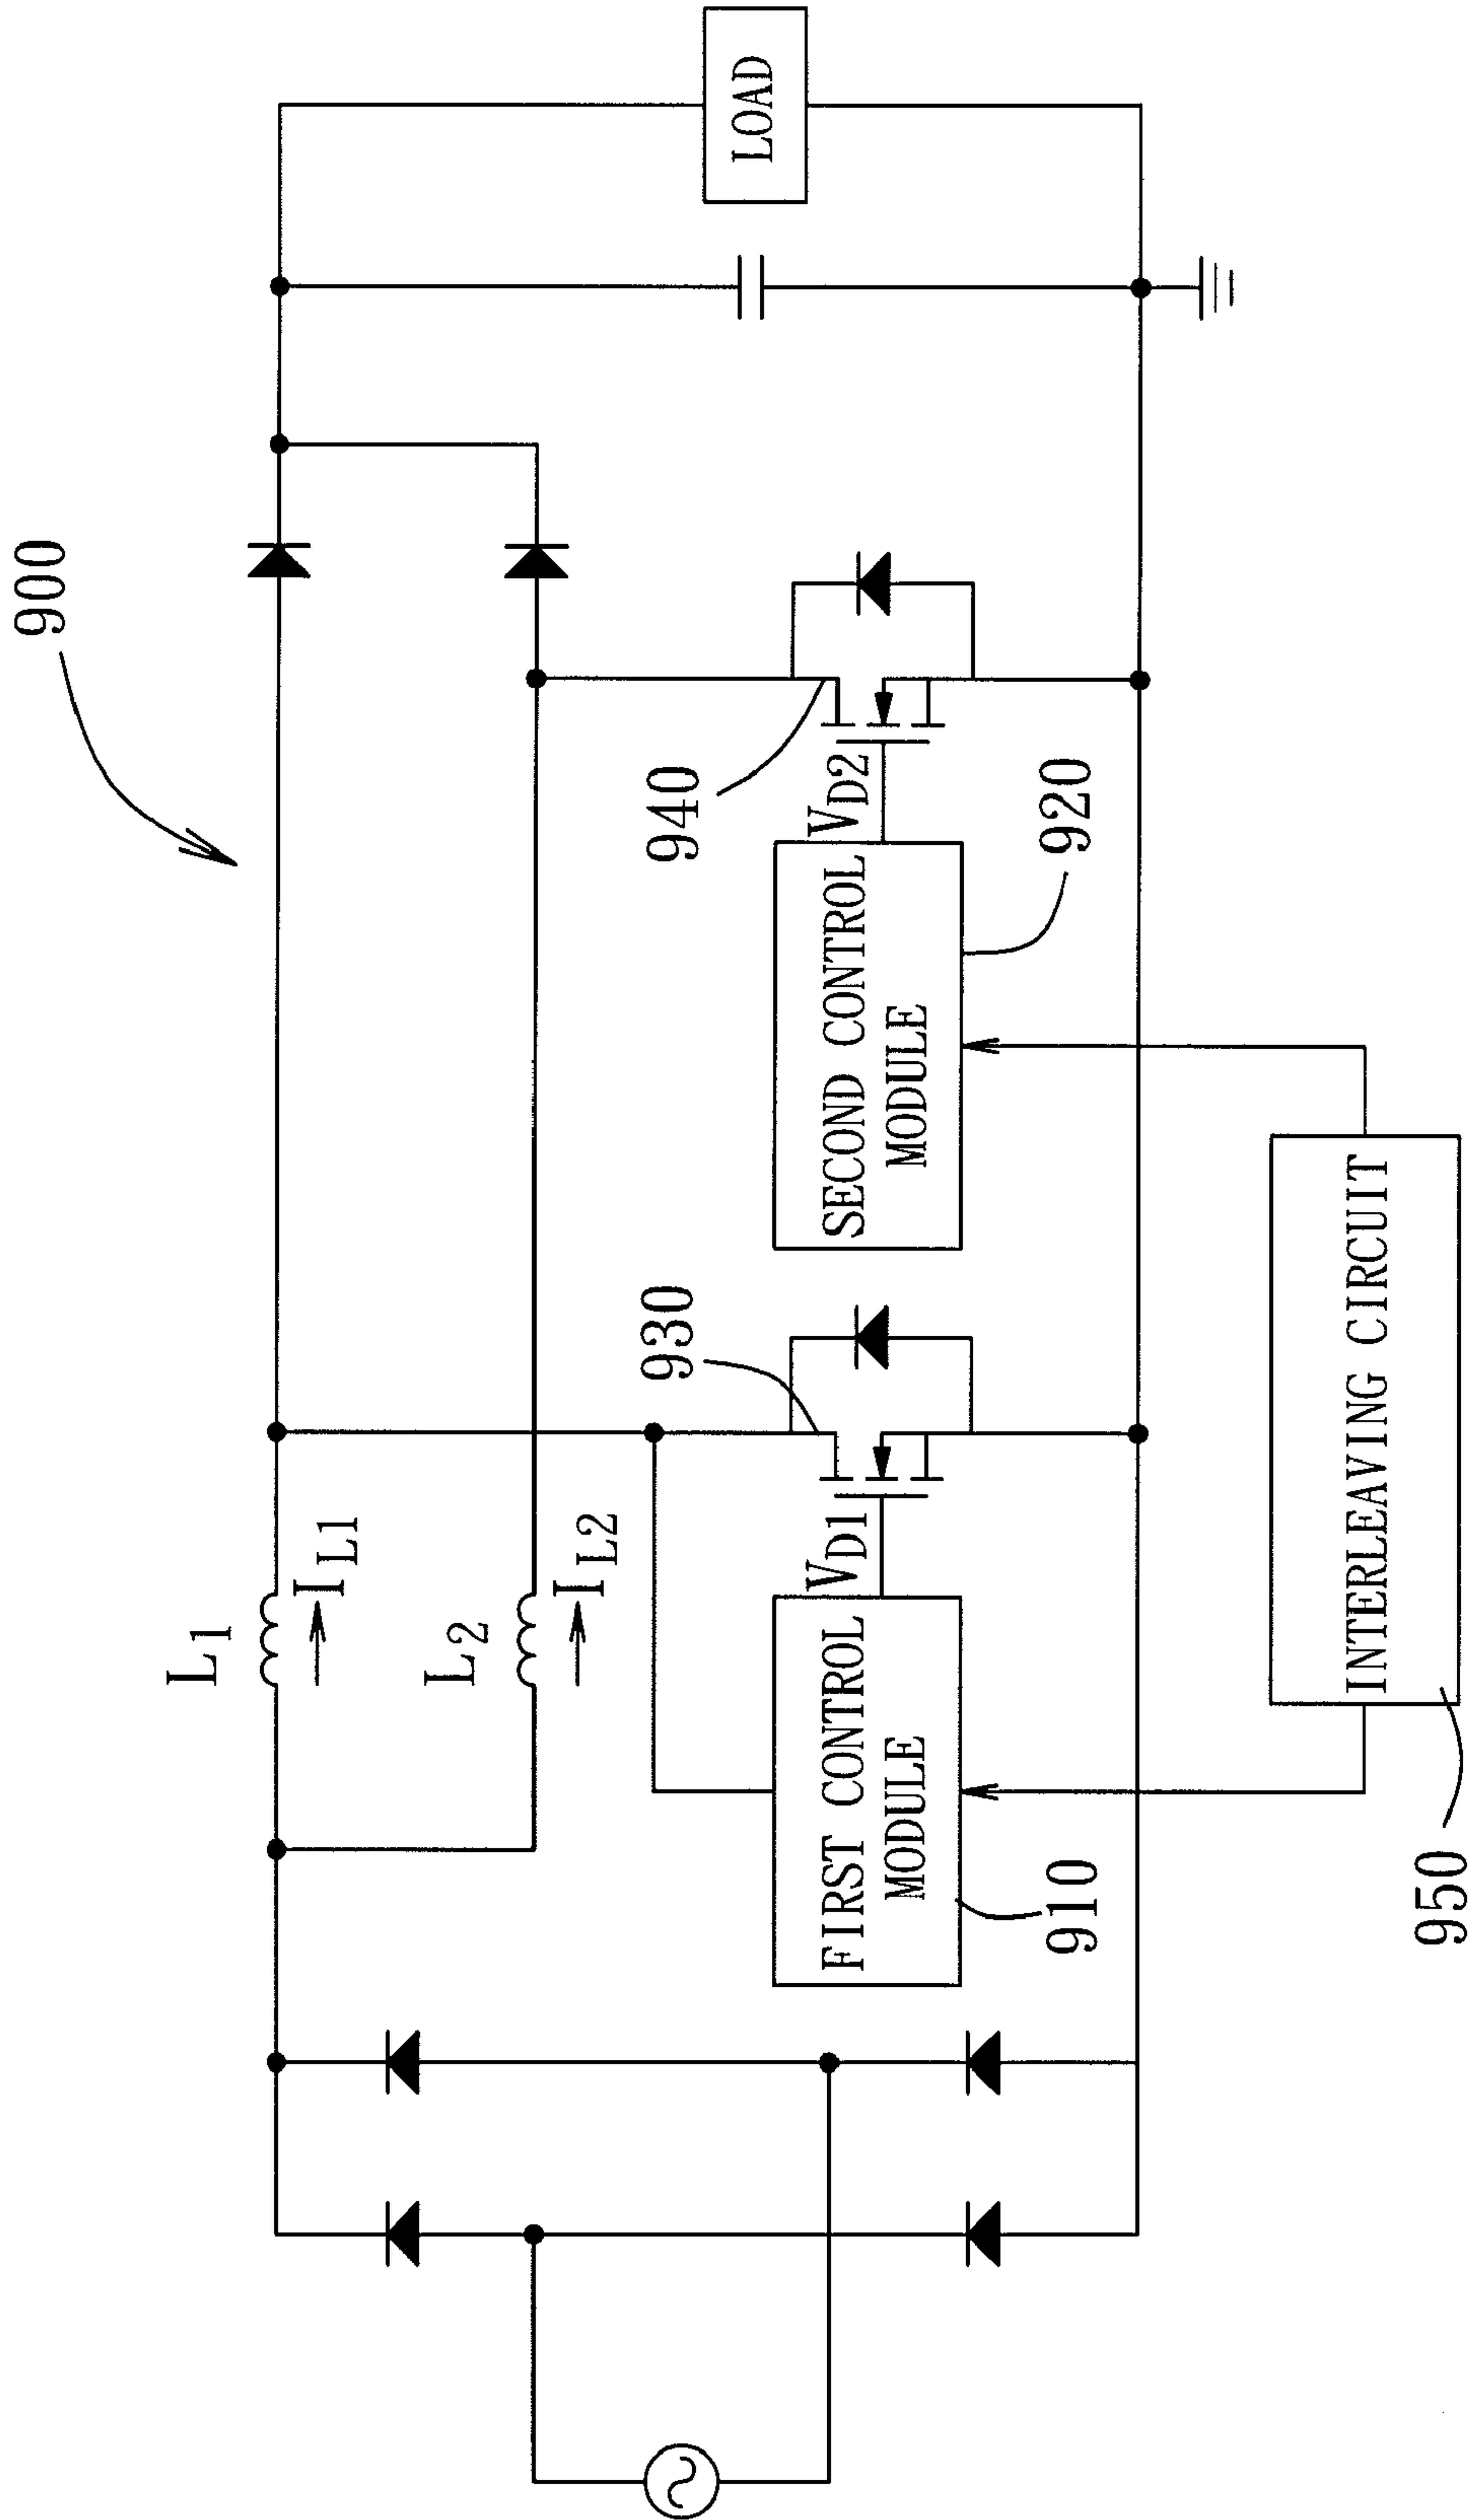 900
L1
IL1
L2
IL2
930
940
VD1
VD2
FIRST CONTROL
MODULE
SECOND CONTROL
MODULE
910
920
LOAD
INTERLEAVING CIRCUIT
950